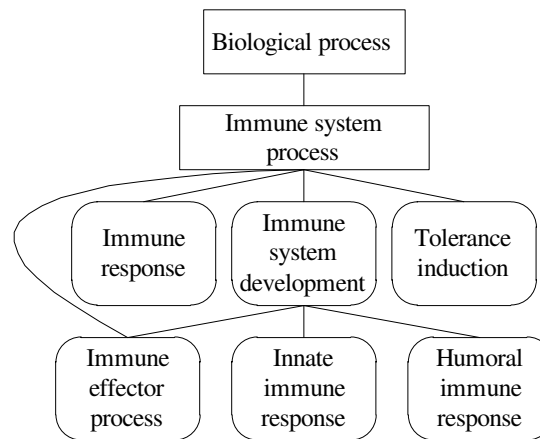 Biological process
Immune system
process
Immune
response
Immune
system
development
Tolerance
induction
Immune
effector
process
Innate
immune
response
Humoral
immune
response